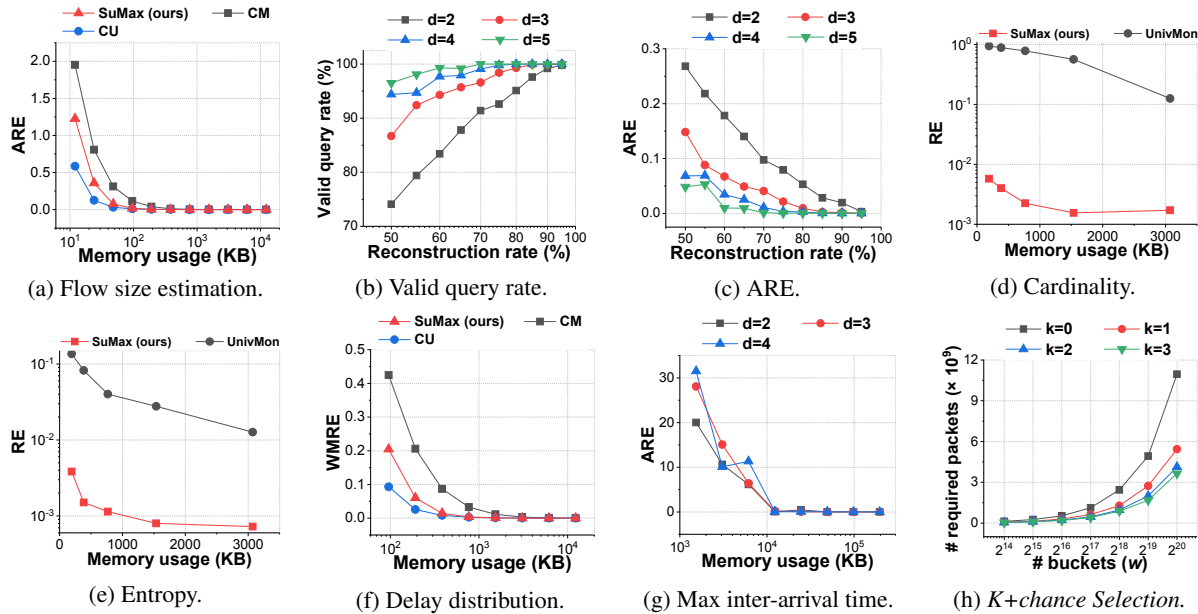 SuMax (ours) CM
CU
ARE
2.0
1.5
1.0
0.5
0.0
10^1 10^2 10^3 10^4
Memory usage (KB)
(a) Flow size estimation.
d=2 d=3
d=4 d=5
Valid query rate (%)
100
90
80
70
50 60 70 80 90 100
Reconstruction rate (%)
(b) Valid query rate.
d=2 d=3
d=4 d=5
ARE
0.3
0.2
0.1
0.0
50 60 70 80 90 100
Reconstruction rate (%)
(c) ARE.
SuMax (ours) UnivMon
RE
10^0
10^-1
10^-2
10^-3
0 1000 2000 3000
Memory usage (KB)
(d) Cardinality.
SuMax (ours) UnivMon
RE
10^-1
10^-2
10^-3
0 1000 2000 3000
Memory usage (KB)
(e) Entropy.
SuMax (ours) CM
CU
WMRE
0.5
0.4
0.3
0.2
0.1
0.0
10^2 10^3 10^4
Memory usage (KB)
(f) Delay distribution.
d=2 d=3
d=4
ARE
30
20
10
0
10^3 10^4 10^5
Memory usage (KB)
(g) Max inter-arrival time.
k=0 k=1
k=2 k=3
# required packets (× 10^9)
12
9
6
3
0
2^14 2^15 2^16 2^17 2^18 2^19 2^20
# buckets (w)
(h) K+chance Selection.